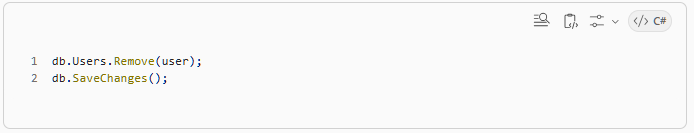 </> C#
1 db.Users.Remove(user);
2 db.SaveChanges();